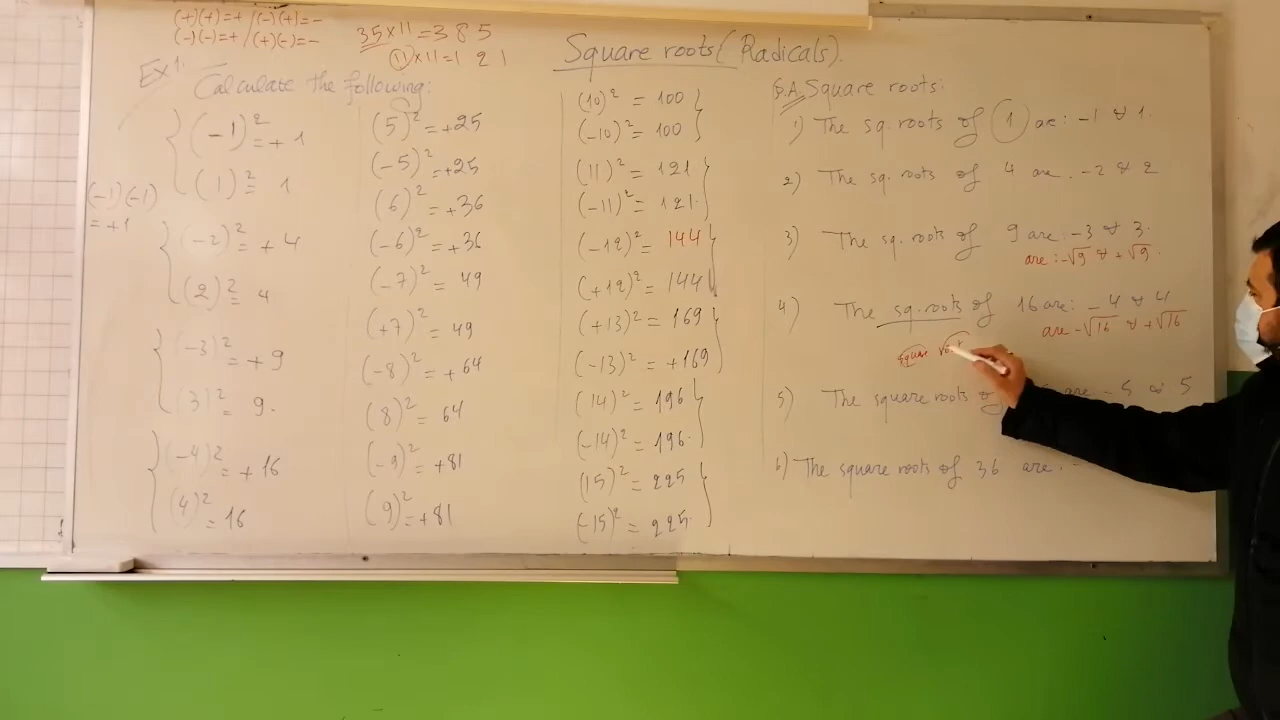 (+)(+)=+ /(-)(+)=-
(-)(-)=+ /(+)(-)=-
35×11=385
11×11=1 2 1
Square roots (Radicals).
Ex1.
Calculate the following:
(-1)²=+1
(1)²= 1
(-1)(-1)
=+1
(-2)²=+4
(2)²= 4
(-3)²=+9
(3)²= 9.
(-4)²=+16
(4)²=16
(5)²=+25
(-5)²=+25
(6)²=+36
(-6)²=+36
(-7)²= 49
(+7)²= 49
(-8)²=+64
(8)²= 64
(-9)²=+81
(9)²=+81
(10)² = 100
(-10)² = 100
(11)² = 121
(-11)² = 121.
(-12)² = 144
(+12)² = 144
(+13)² = 169
(-13)² = +169
(14)² = 196
(-14)² = 196.
(15)² = 225
(-15)² = 225.
Square roots:
1) The sq. roots of 1 are: -1 & 1.
2) The sq. roots of 4 are. -2 & 2
3) The sq. roots of 9 are: -3 & 3.
are: -√9 & +√9.
4) The sq. roots of 16 are: -4 & 4
are -√16 & +√16
square root
5) The square roots of are -5 & 5
6) The square roots of 36 are.